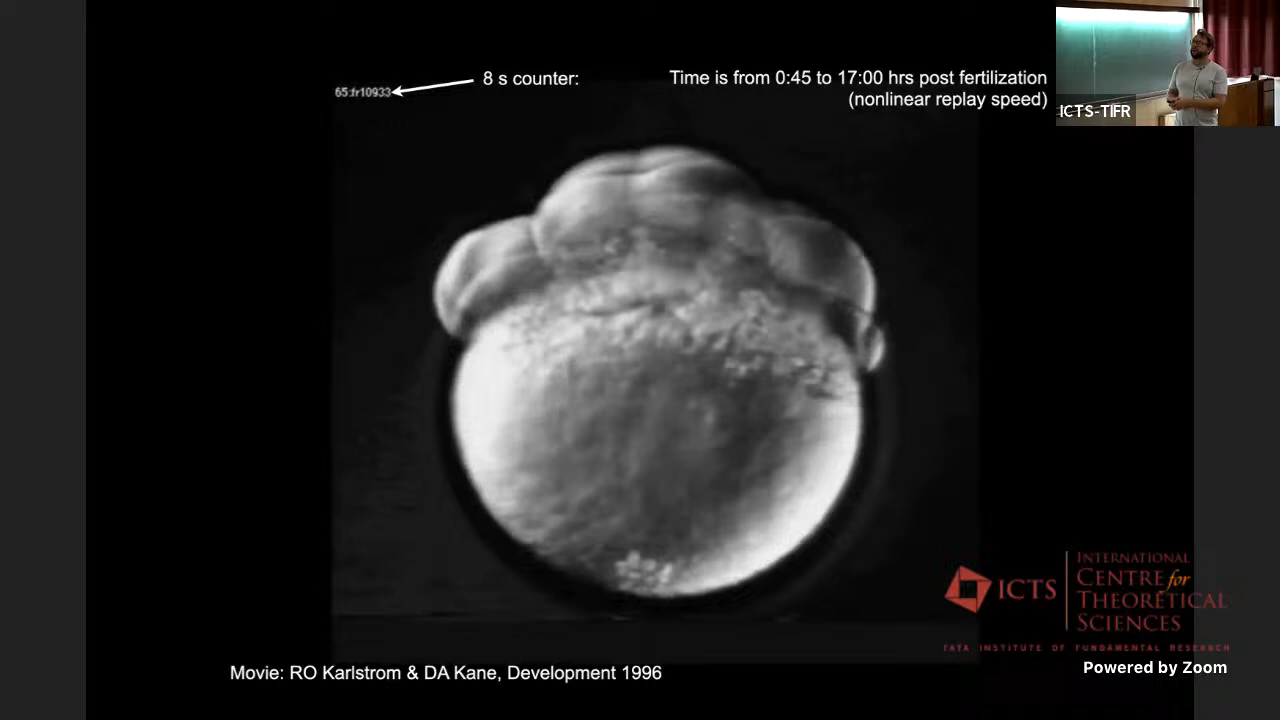 8 s counter:
Time is from 0:45 to 17:00 hrs post fertilization
(nonlinear replay speed)
65:fr10933
ICTS-TIFR
ICTS
INTERNATIONAL
CENTRE for
THEORETICAL
SCIENCES
TATA INSTITUTE OF FUNDAMENTAL RESEARCH
Movie: RO Karlstrom & DA Kane, Development 1996
Powered by Zoom